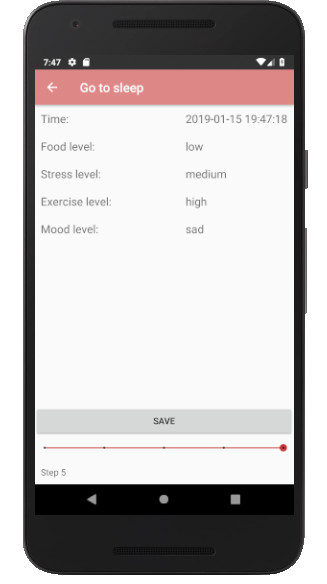 7:47
Go to sleep
Time: 2019-01-15 19:47:18
Food level: low
Stress level: medium
Exercise level: high
Mood level: sad
SAVE
Step 5